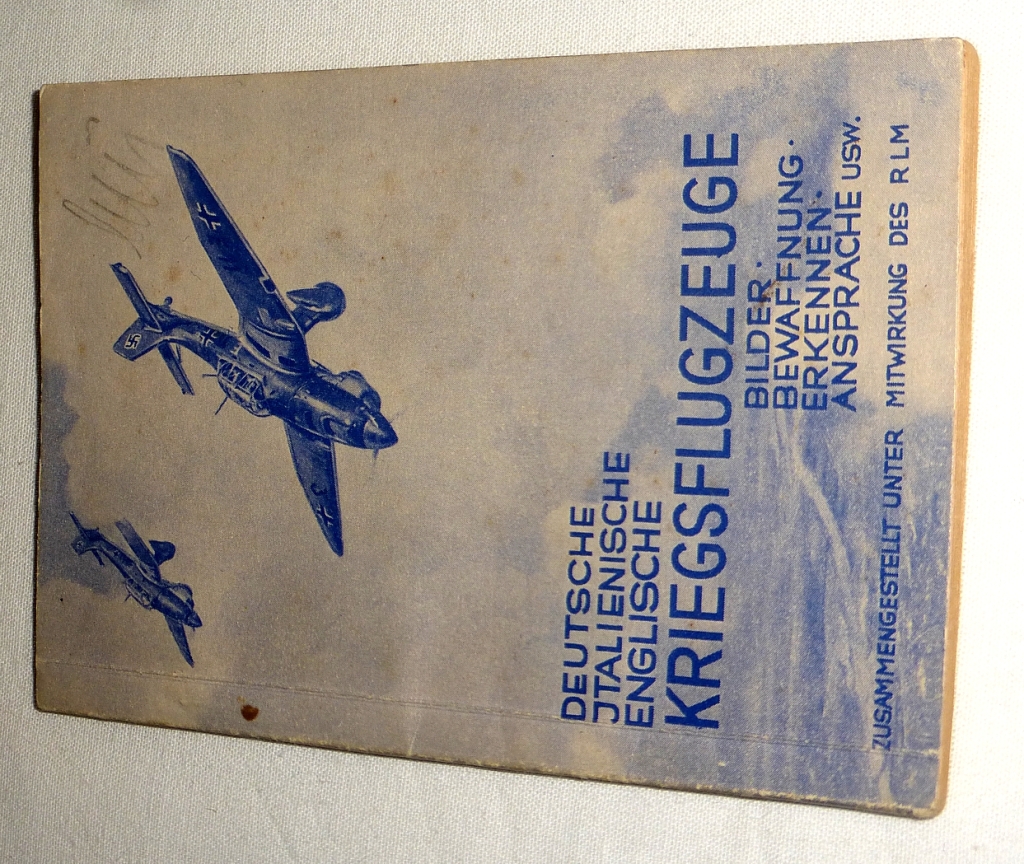 DEUTSCHE
JTALIENISCHE
ENGLISCHE
KRIEGSFLUGZEUGE
BILDER·
BEWAFFNUNG·
ERKENNEN·
ANSPRACHE USW.
ZUSAMMENGESTELLT UNTER MITWIRKUNG DES RLM